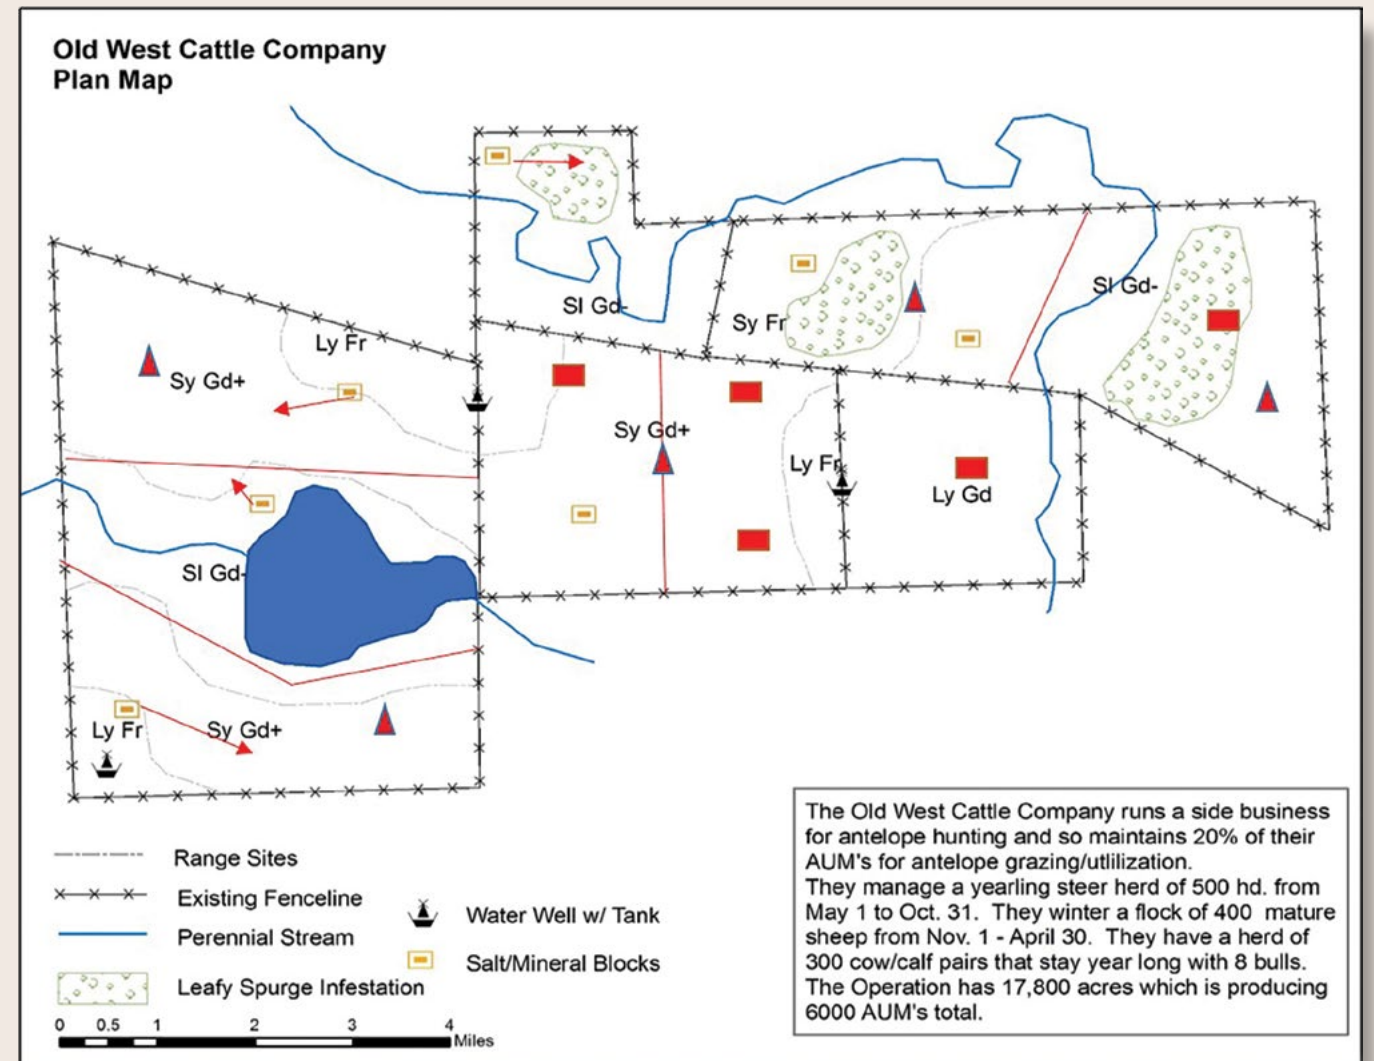 Old West Cattle Company
Plan Map
Ly Fr
Sy Gd+
SI Gd-
Sy Fr
SI Gd-
Sy Gd+
Ly Fr
Ly Gd
SI Gd-
Ly Fr
Sy Gd+
Range Sites
Existing Fenceline
Perennial Stream
Leafy Spurge Infestation
Water Well w/ Tank
Salt/Mineral Blocks
0 0.5 1 2 3 4
Miles
The Old West Cattle Company runs a side business
for antelope hunting and so maintains 20% of their
AUM's for antelope grazing/utlilization.
They manage a yearling steer herd of 500 hd. from
May 1 to Oct. 31. They winter a flock of 400 mature
sheep from Nov. 1 - April 30. They have a herd of
300 cow/calf pairs that stay year long with 8 bulls.
The Operation has 17,800 acres which is producing
6000 AUM's total.